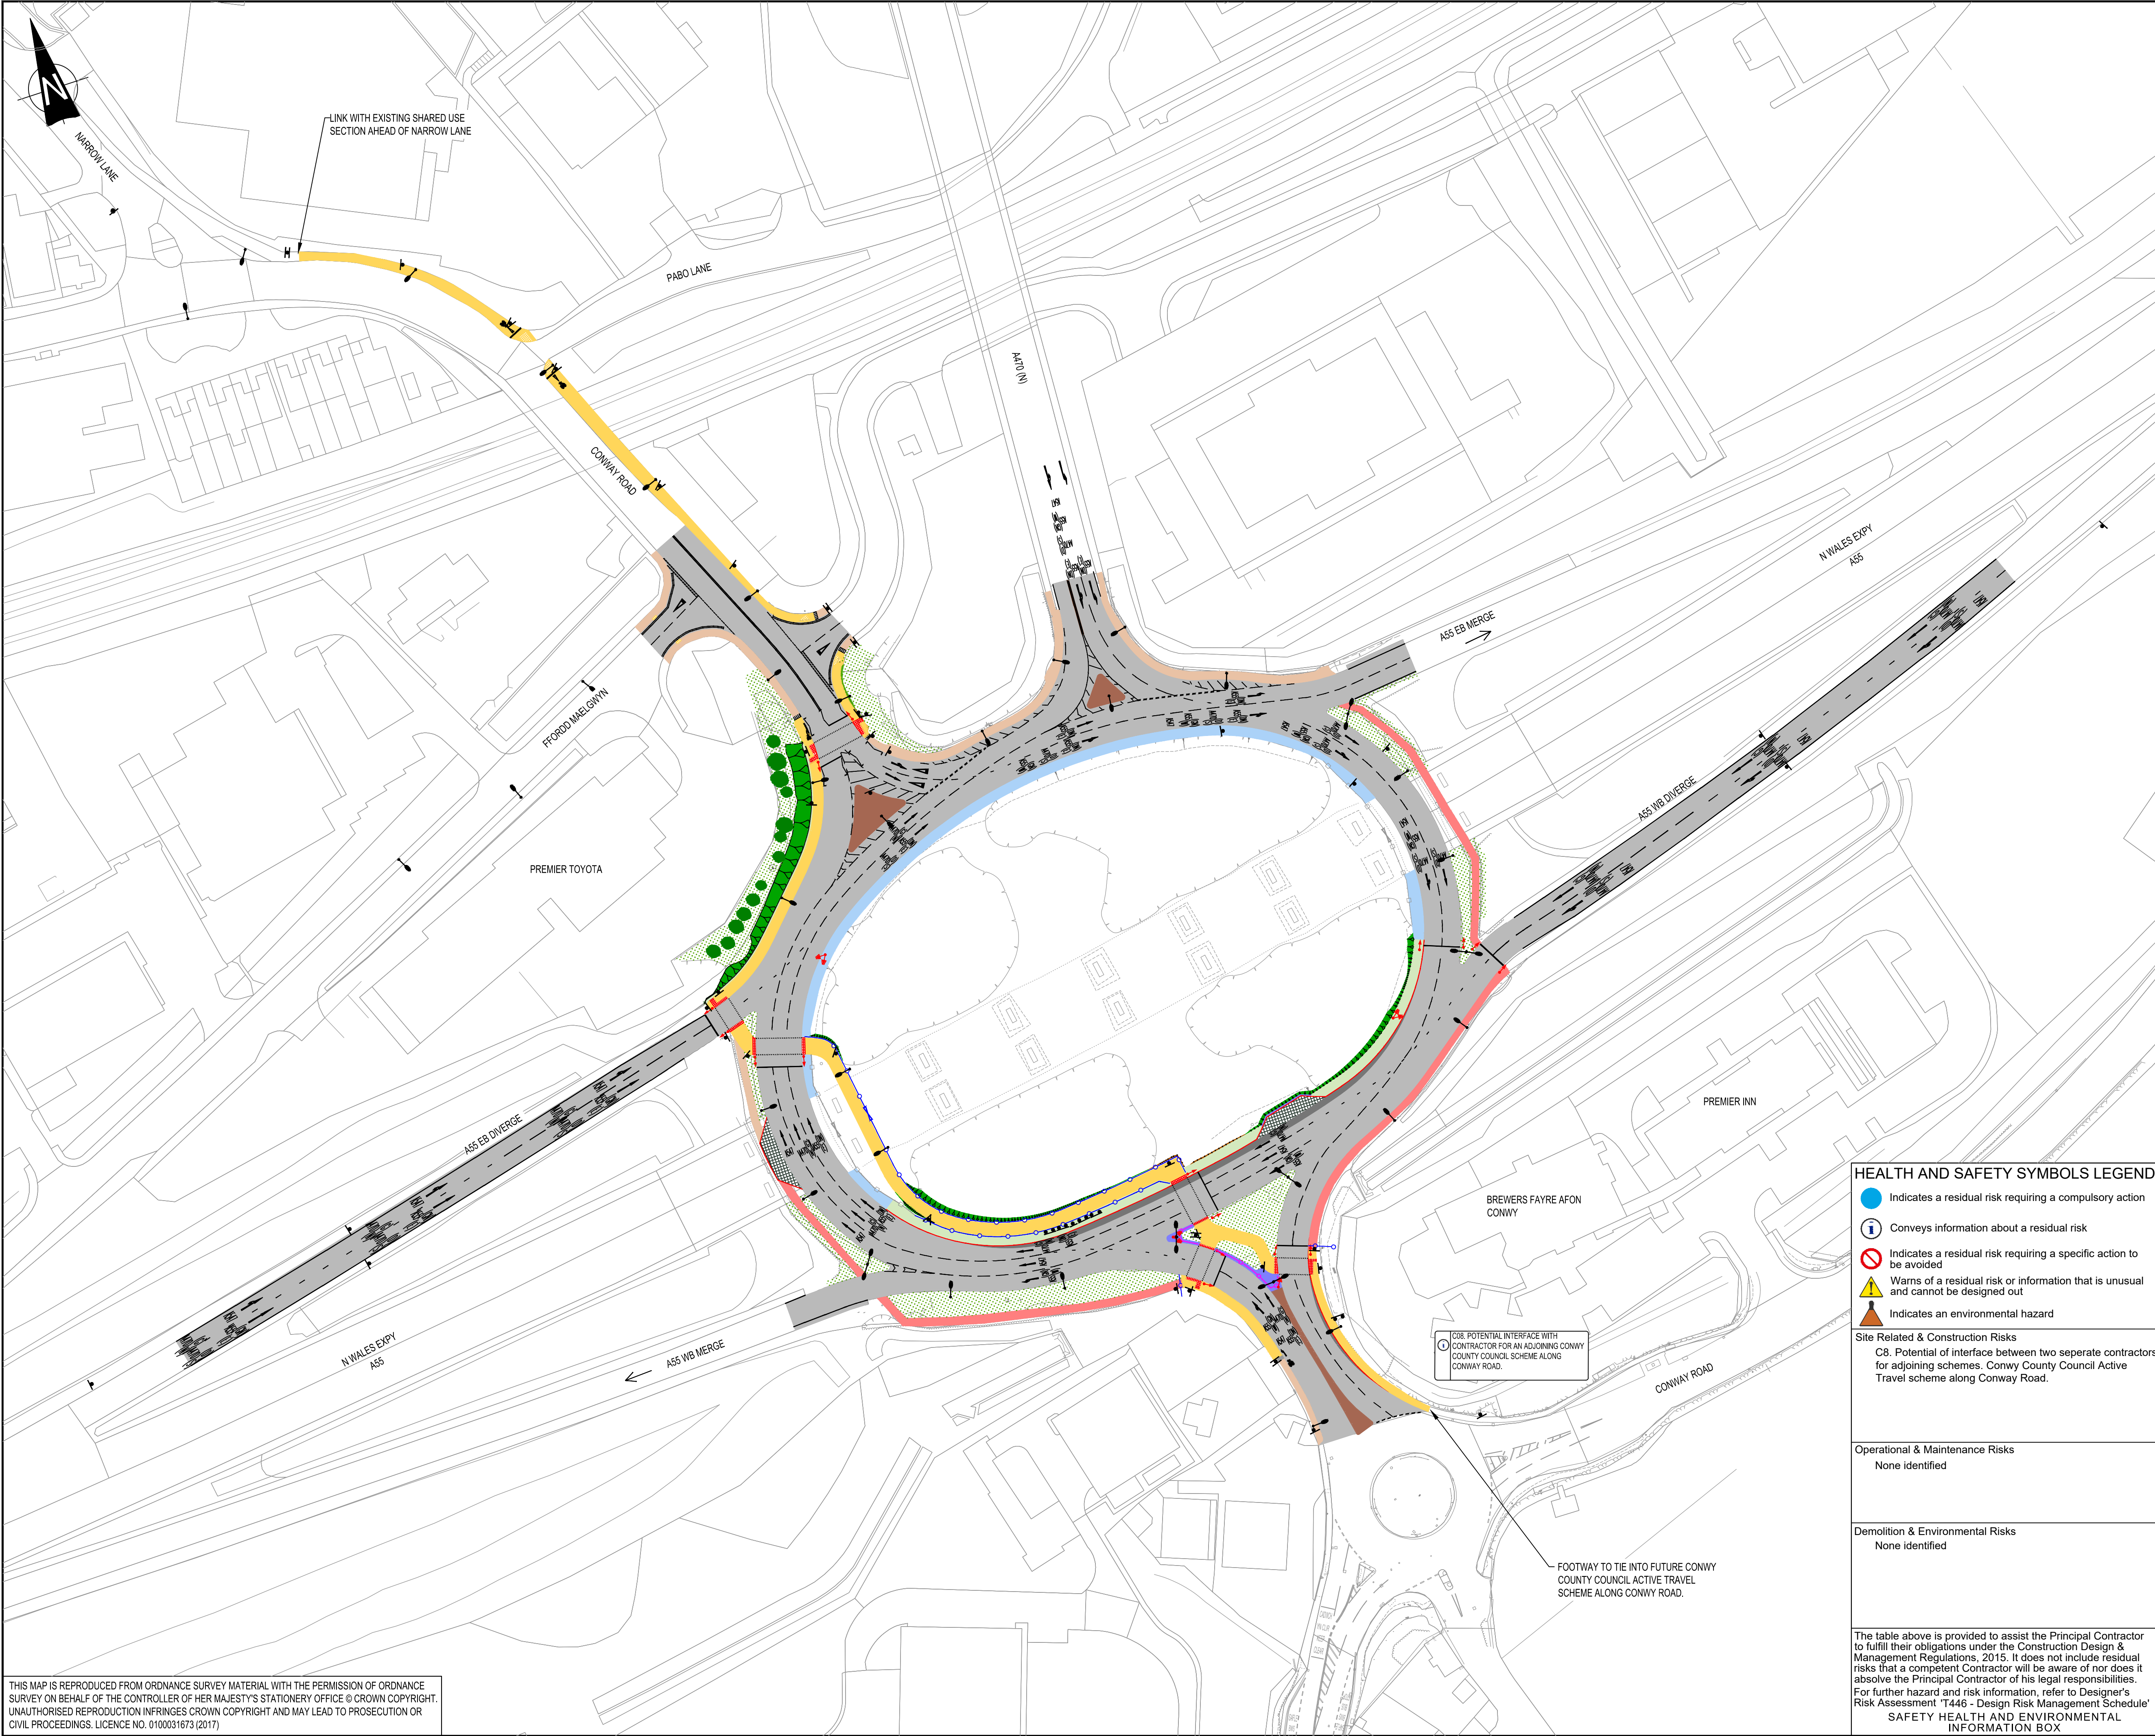 N
NARROW LANE
LINK WITH EXISTING SHARED USE
SECTION AHEAD OF NARROW LANE
PABO LANE
A470 (N)
CONWAY ROAD
N WALES EXPY
A55
A55 EB MERGE
FFORDD MAELGWYN
A55 WB DIVERGE
PREMIER TOYOTA
A55 EB DIVERGE
PREMIER INN
BREWERS FAYRE AFON
CONWY
N WALES EXPY
A55
A55 WB MERGE
C08. POTENTIAL INTERFACE WITH
CONTRACTOR FOR AN ADJOINING CONWY
COUNTY COUNCIL SCHEME ALONG
CONWAY ROAD.
CONWAY ROAD
FOOTWAY TO TIE INTO FUTURE CONWY
COUNTY COUNCIL ACTIVE TRAVEL
SCHEME ALONG CONWY ROAD.
HEALTH AND SAFETY SYMBOLS LEGEND
Indicates a residual risk requiring a compulsory action
i Conveys information about a residual risk
Indicates a residual risk requiring a specific action to
be avoided
Warns of a residual risk or information that is unusual
and cannot be designed out
Indicates an environmental hazard
Site Related & Construction Risks
C8. Potential of interface between two seperate contractors
for adjoining schemes. Conwy County Council Active
Travel scheme along Conway Road.
Operational & Maintenance Risks
None identified
Demolition & Environmental Risks
None identified
The table above is provided to assist the Principal Contractor
to fulfill their obligations under the Construction Design &
Management Regulations, 2015. It does not include residual
risks that a competent Contractor will be aware of nor does it
absolve the Principal Contractor of his legal responsibilities.
For further hazard and risk information, refer to Designer's
Risk Assessment 'T446 - Design Risk Management Schedule'
SAFETY HEALTH AND ENVIRONMENTAL
INFORMATION BOX
THIS MAP IS REPRODUCED FROM ORDNANCE SURVEY MATERIAL WITH THE PERMISSION OF ORDNANCE
SURVEY ON BEHALF OF THE CONTROLLER OF HER MAJESTY'S STATIONERY OFFICE © CROWN COPYRIGHT.
UNAUTHORISED REPRODUCTION INFRINGES CROWN COPYRIGHT AND MAY LEAD TO PROSECUTION OR
CIVIL PROCEEDINGS. LICENCE NO. 0100031673 (2017)